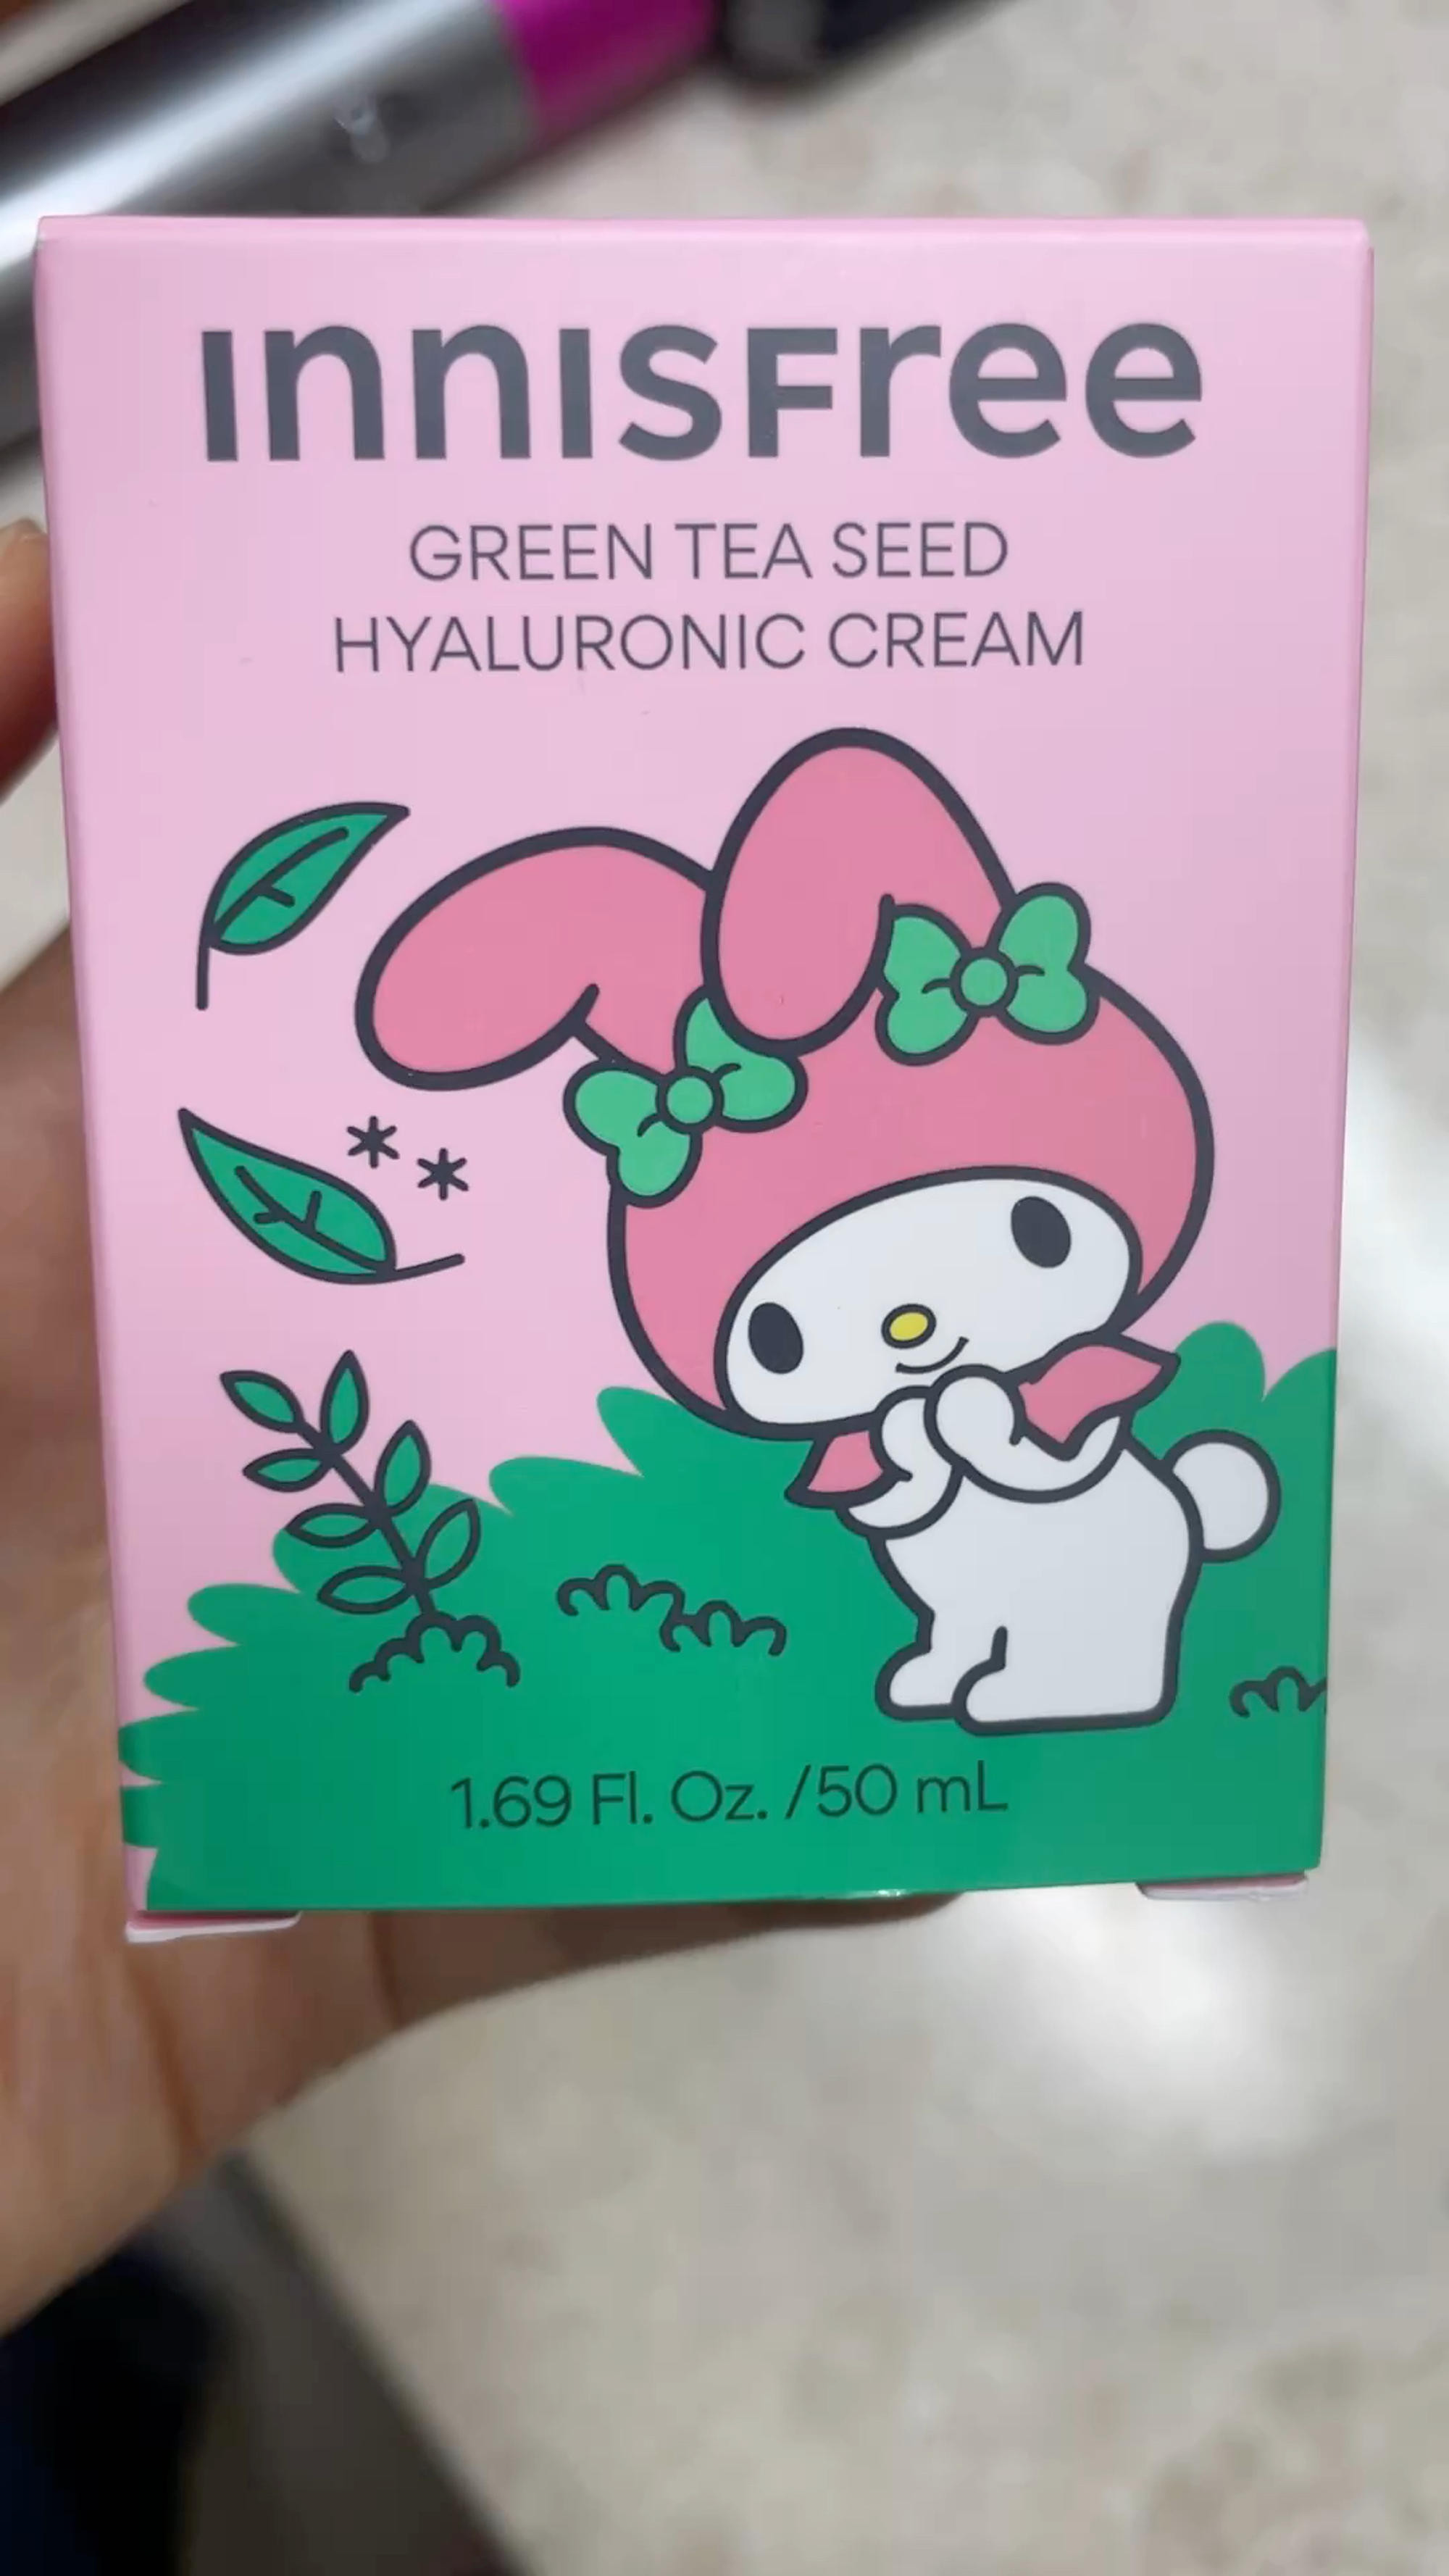 innisfree
GREEN TEA SEED
HYALURONIC CREAM
1.69 Fl. Oz. /50 mL